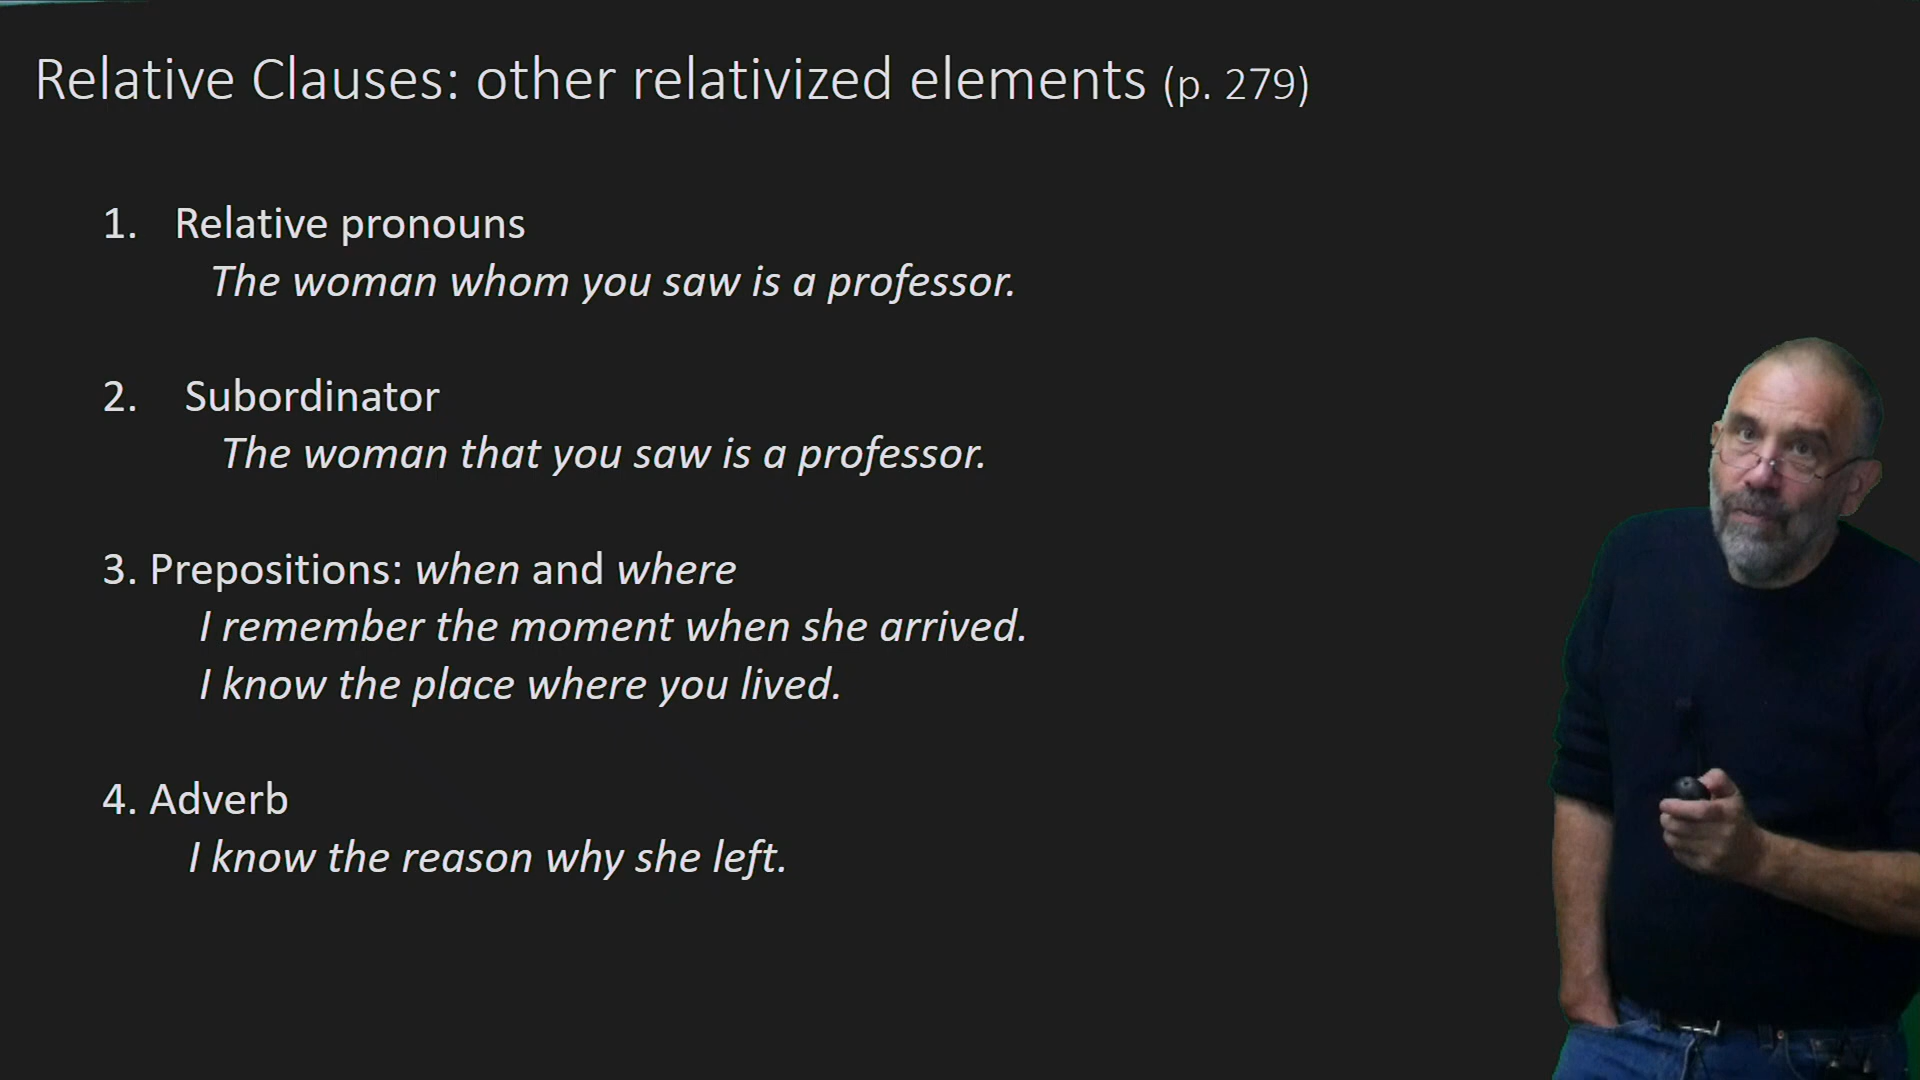 Relative Clauses: other relativized elements (p. 279)
1. Relative pronouns
The woman whom you saw is a professor.
2. Subordinator
The woman that you saw is a professor.
3. Prepositions: when and where
I remember the moment when she arrived.
I know the place where you lived.
4. Adverb
I know the reason why she left.